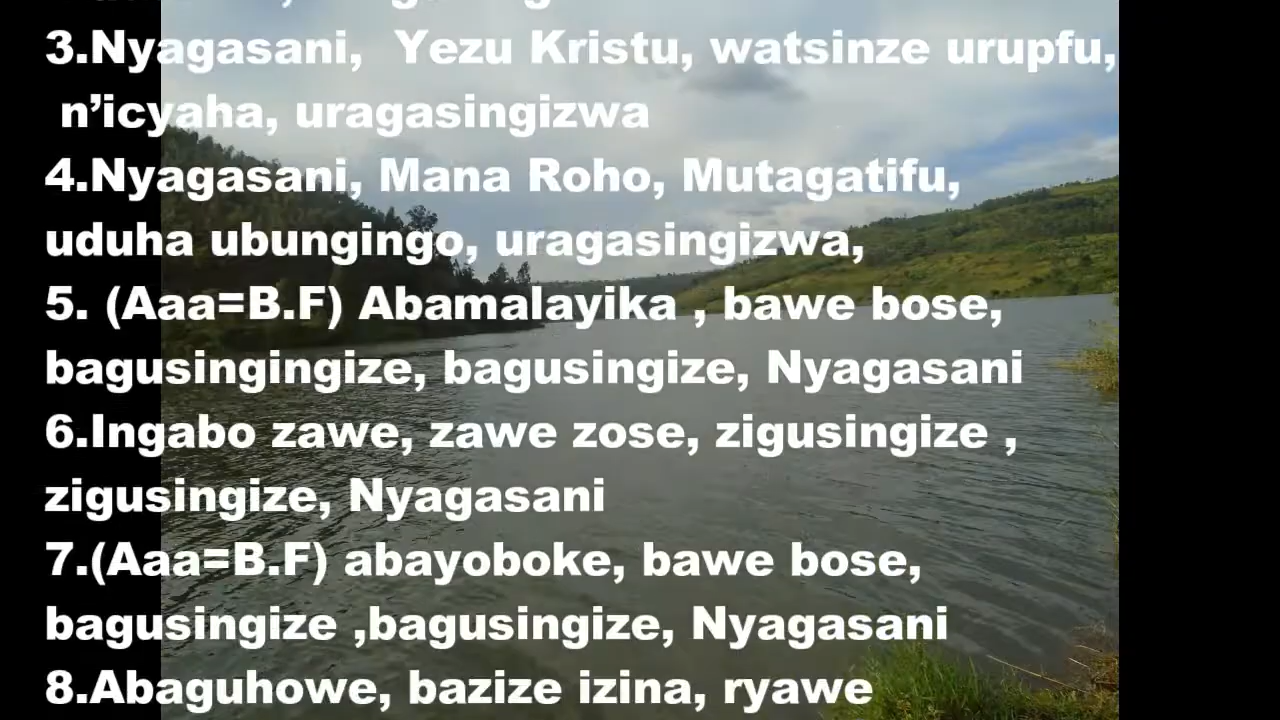 3.Nyagasani,  Yezu Kristu, watsinze urupfu,
n’icyaha, uragasingizwa
4.Nyagasani, Mana Roho, Mutagatifu,
uduha ubungingo, uragasingizwa,
5. (Aaa=B.F) Abamalayika , bawe bose,
bagusingingize, bagusingize, Nyagasani
6.Ingabo zawe, zawe zose, zigusingize ,
zigusingize, Nyagasani
7.(Aaa=B.F) abayoboke, bawe bose,
bagusingize ,bagusingize, Nyagasani
8.Abaguhowe, bazize izina, ryawe